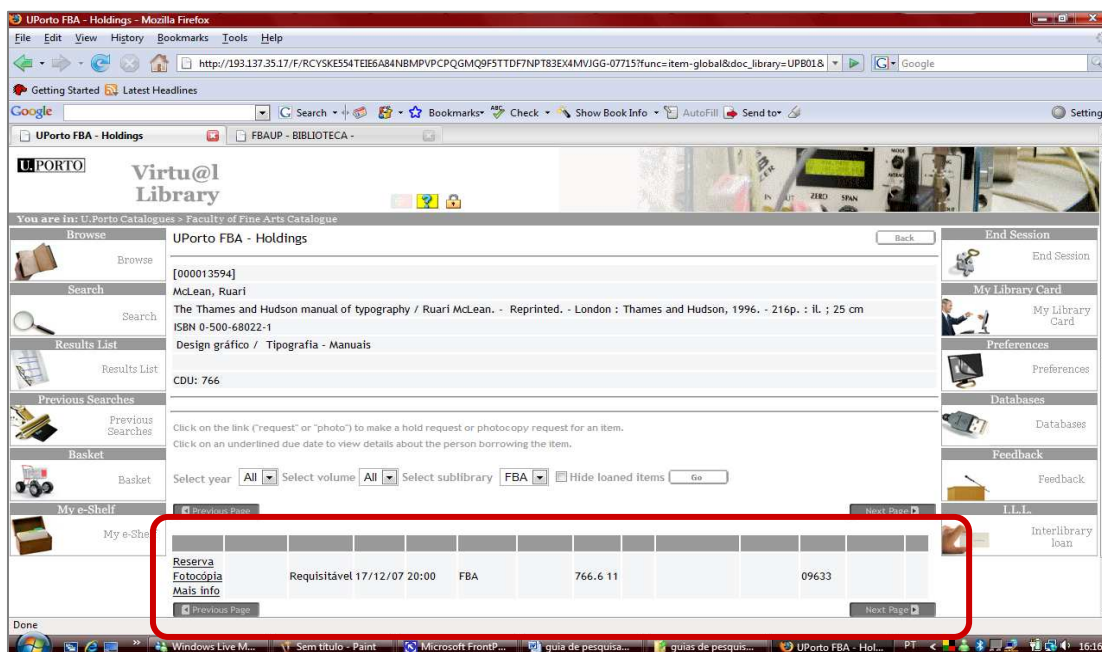 UPorto FBA - Holdings - Mozilla Firefox
File Edit View History Bookmarks Tools Help
http://193.137.35.17/F/RCYSKE554TEIE6A84NBMPVPCPQGMQ9F5TTDF7NPT83EX4MVJGG-07715?func=item-global&doc_library=UPB01&
Google
Getting Started Latest Headlines
Google Search Bookmarks Check Show Book Info AutoFill Send to Setting
UPorto FBA - Holdings FBAUP - BIBLIOTECA -
U.PORTO
Virtu@l
Library
IN OUT ZERO SPAN
You are in: U.Porto Catalogues > Faculty of Fine Arts Catalogue
Browse
Browse
Search
Search
Results List
Results List
Previous Searches
Previous
Searches
Basket
Basket
My e-Shelf
My e-She
UPorto FBA - Holdings
Back
[000013594]
McLean, Ruari
The Thames and Hudson manual of typography / Ruari McLean. - Reprinted. - London : Thames and Hudson, 1996. - 216p. : il. ; 25 cm
ISBN 0-500-68022-1
Design gráfico / Tipografia - Manuais
CDU: 766
Click on the link ("request" or "photo") to make a hold request or photocopy request for an item.
Click on an underlined due date to view details about the person borrowing the item.
Select year All Select volume All Select sublibrary FBA Hide loaned items Go
Previous Page Next Page
Reserva
Fotocópia Requisitável 17/12/07 20:00 FBA 766.6 11 09633
Mais info
Previous Page Next Page
End Session
End Session
My Library Card
My Library
Card
Preferences
Preferences
Databases
Databases
Feedback
Feedback
I.L.L.
Interlibrary
loan
Done
Windows Live M... Sem título - Paint Microsoft FrontP... guia de pesquisa... guias de pesquis... UPorto FBA - Hol... PT 16:16